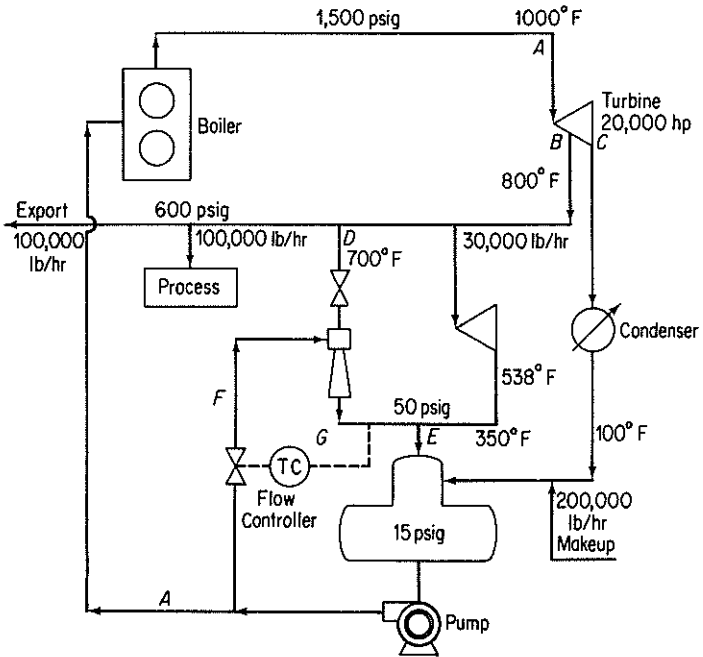 1,500 psig
1000° F
A
Turbine
20,000 hp
Boiler
B
C
800° F
Export
600 psig
100,000
lb/hr
100,000 lb/hr
D
30,000 lb/hr
700° F
Process
Condenser
538° F
F
50 psig
G
E
350° F
100° F
TC
Flow
Controller
200,000
lb/hr
Makeup
15 psig
A
Pump